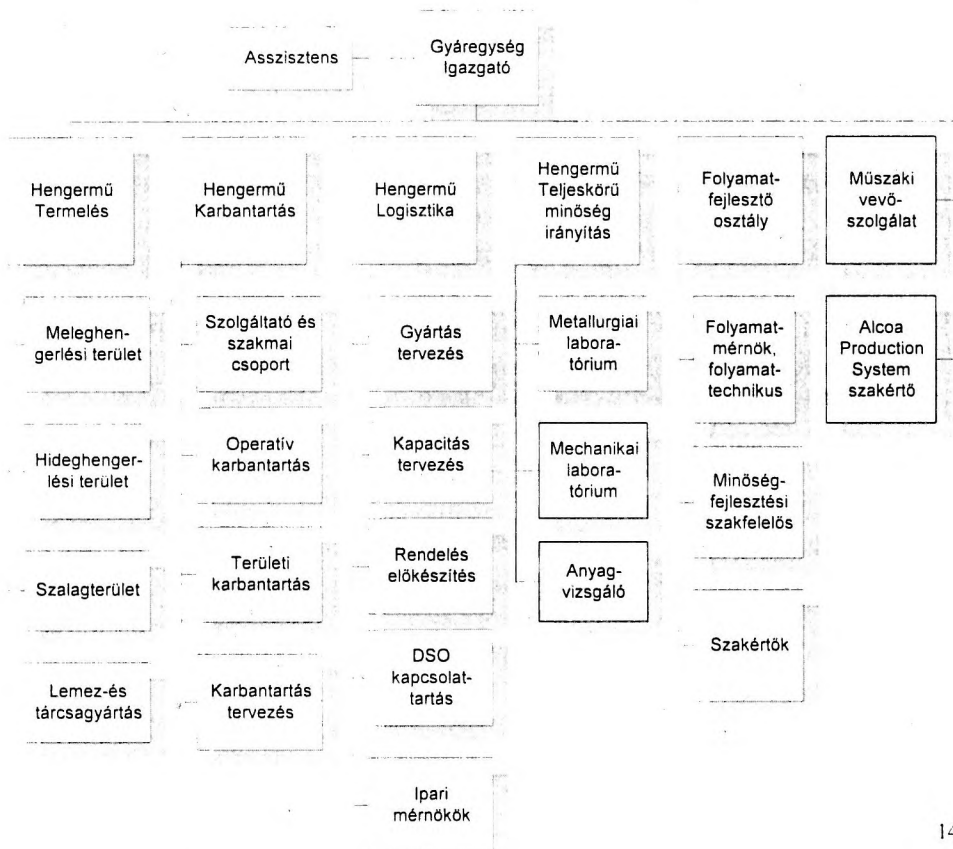 Asszisztens
Gyáregység
Igazgató
Hengermű
Termelés
Hengermű
Karbantartás
Hengermű
Logisztika
Hengermű
Teljeskörű
minőség
irányítás
Folyamat-
fejlesztő
osztály
Műszaki
vevő-
szolgálat
Meleghen-
gerlési terület
Szolgáltató és
szakmai
csoport
Gyártás
tervezés
Metallurgiai
labora-
tórium
Folyamat-
mérnök,
folyamat-
technikus
Alcoa
Production
System
szakértő
Hideghenger-
lési terület
Operatív
karbantartás
Kapacitás
tervezés
Mechanikai
labora-
tórium
Minőség-
fejlesztési
szakfelelős
Szalagterület
Területi
karbantartás
Rendelés
előkészítés
Anyag-
vizsgáló
Szakértők
Lemez-és
tárcsagyártás
Karbantartás
tervezés
DSO
kapcsolat-
tartás
Ipari
mérnökök
14